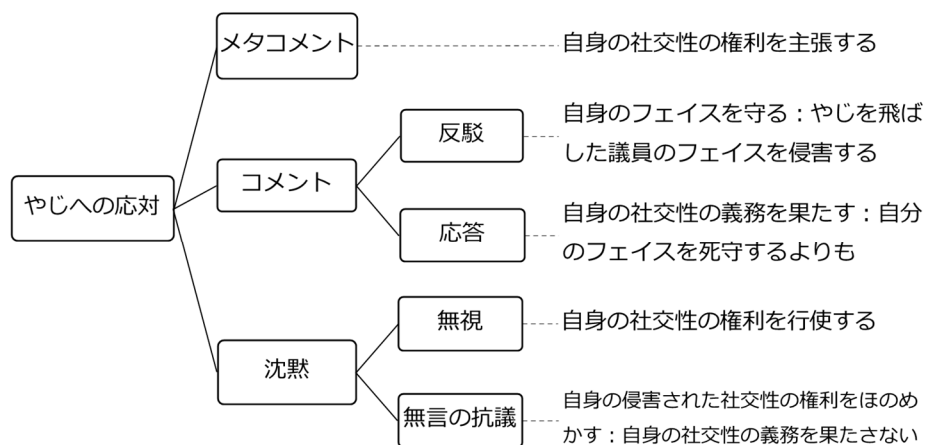 メタコメント
自身の社交性の権利を主張する
反駁
自身のフェイスを守る：やじを飛ば
した議員のフェイスを侵害する
コメント
やじへの応対
応答
自身の社交性の義務を果たす：自分
のフェイスを死守するよりも
無視
自身の社交性の権利を行使する
沈黙
無言の抗議
自身の侵害された社交性の権利をほのめ
かす：自身の社交性の義務を果たさない